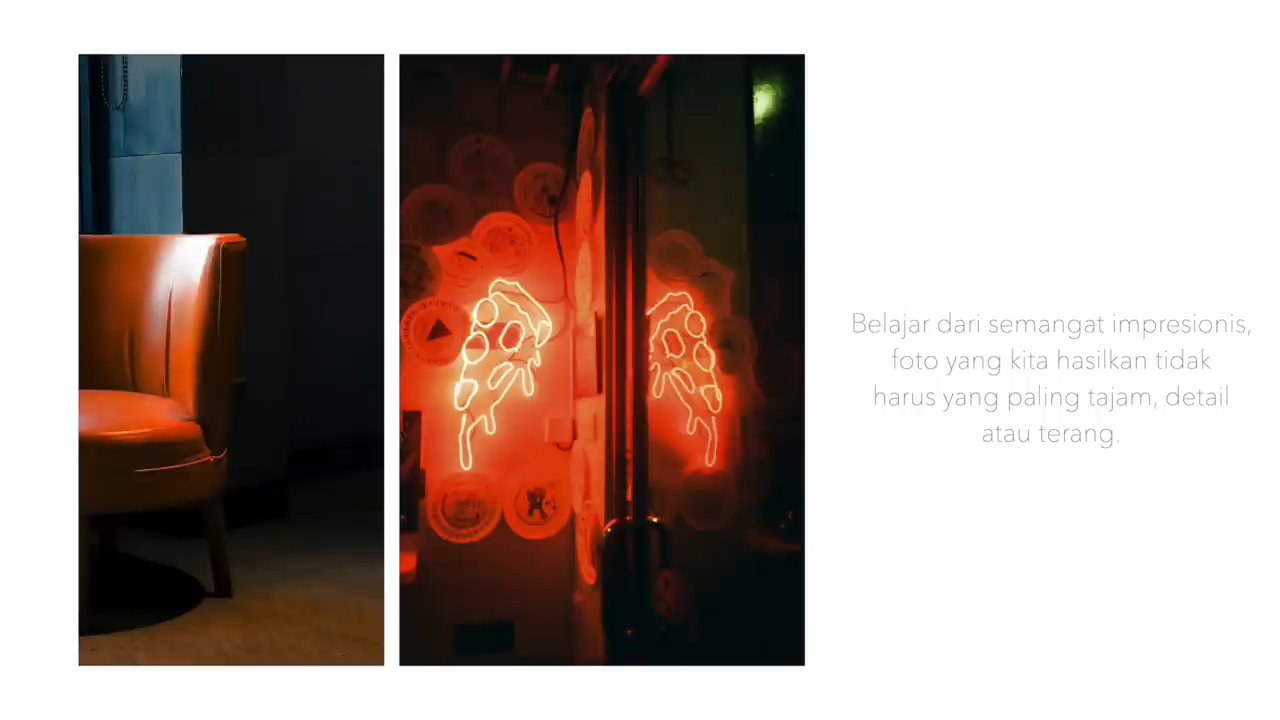 Belajar dari semangat impresionis,
foto yang kita hasilkan tidak
harus yang paling tajam, detail
atau terang.